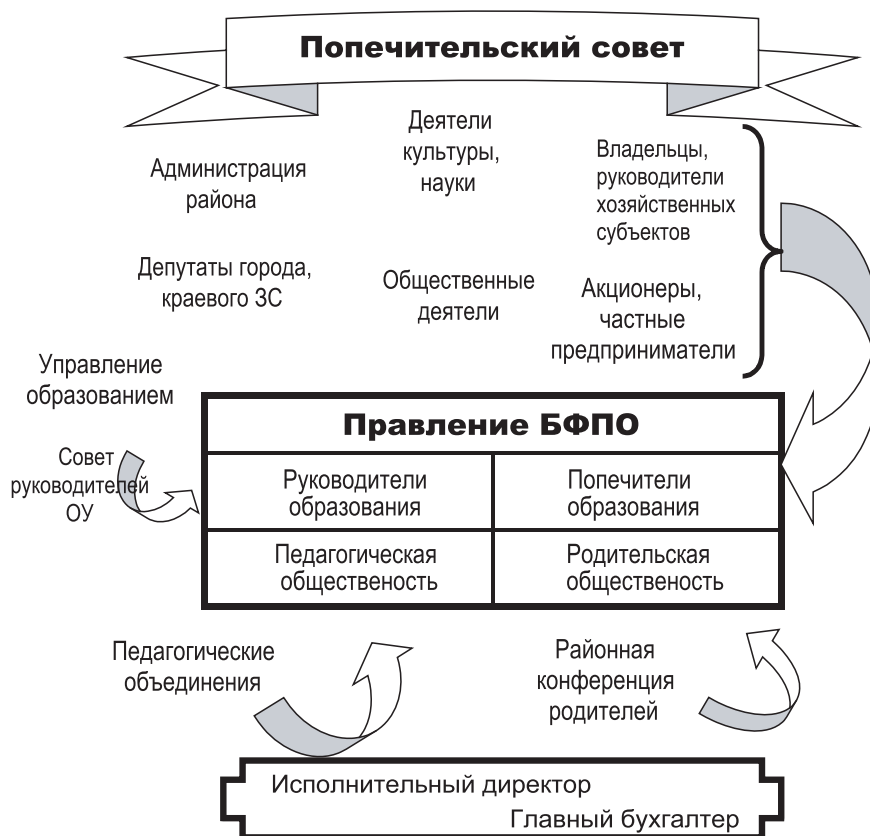 Попечительский совет
Деятели
культуры,
науки
Администрация
района
Владельцы,
руководители
хозяйственных
субъектов
Депутаты города,
краевого ЗС
Общественные
деятели
Акционеры,
частные
предприниматели
Управление
образованием
Совет
руководителей
ОУ
Правление БФПО
Руководители
образования
Попечители
образования
Педагогическая
общественость
Родительская
общественость
Педагогические
объединения
Районная
конференция
родителей
Исполнительный директор
Главный бухгалтер